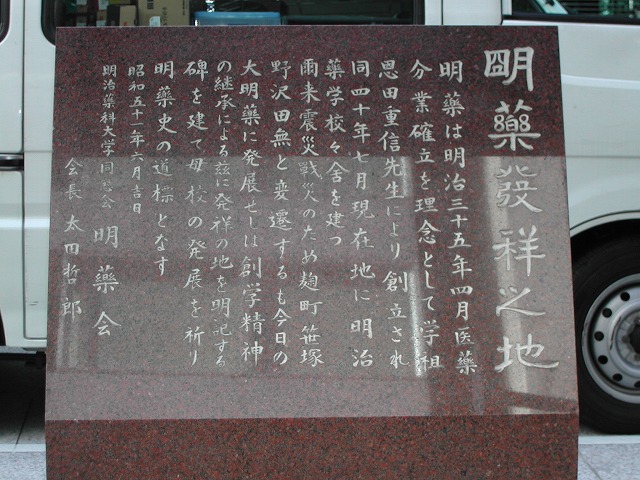 明藥發祥之地
明藥は明治三十五年四月医藥
分業確立を理念として学祖
恩田重信先生により創立され
同四十年七月現在地に明治
藥学校々舎を建つ
爾来震災戦災のため麹町笹塚
野沢田無と変遷するも今日の
大明藥に発展せしは創学精神
の継承による茲に発祥の地を明記する
碑を建て母校の発展を祈り
明藥史の道標となす
昭和五十一年六月吉日
明治藥科大学同窓会 明藥会
会長 太田哲郎